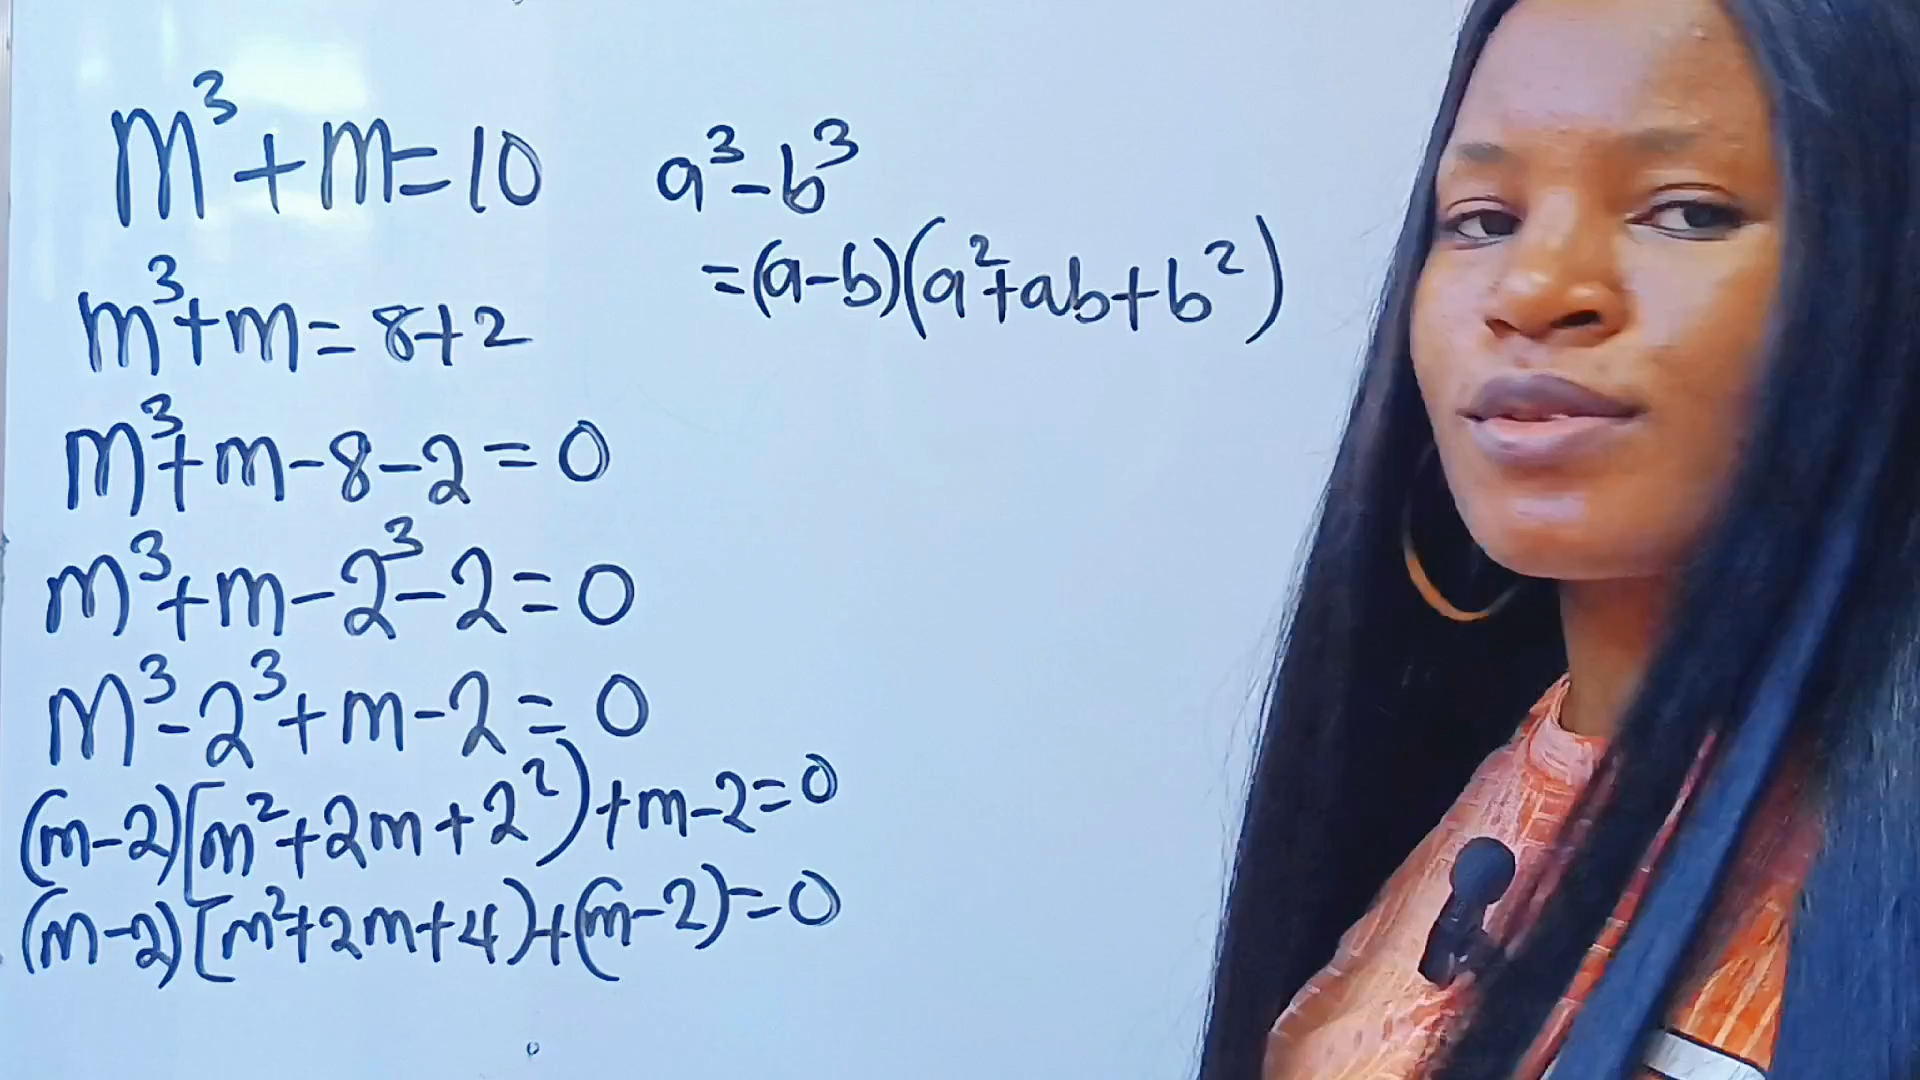 m³+m=10
a³-b³
=(a-b)(a²+ab+b²)
m³+m=8+2
m³+m-8-2=0
m³+m-2³-2=0
m³-2³+m-2=0
(m-2)[m²+2m+2²)+m-2=0
(m-2)[m²+2m+4)+(m-2)=0